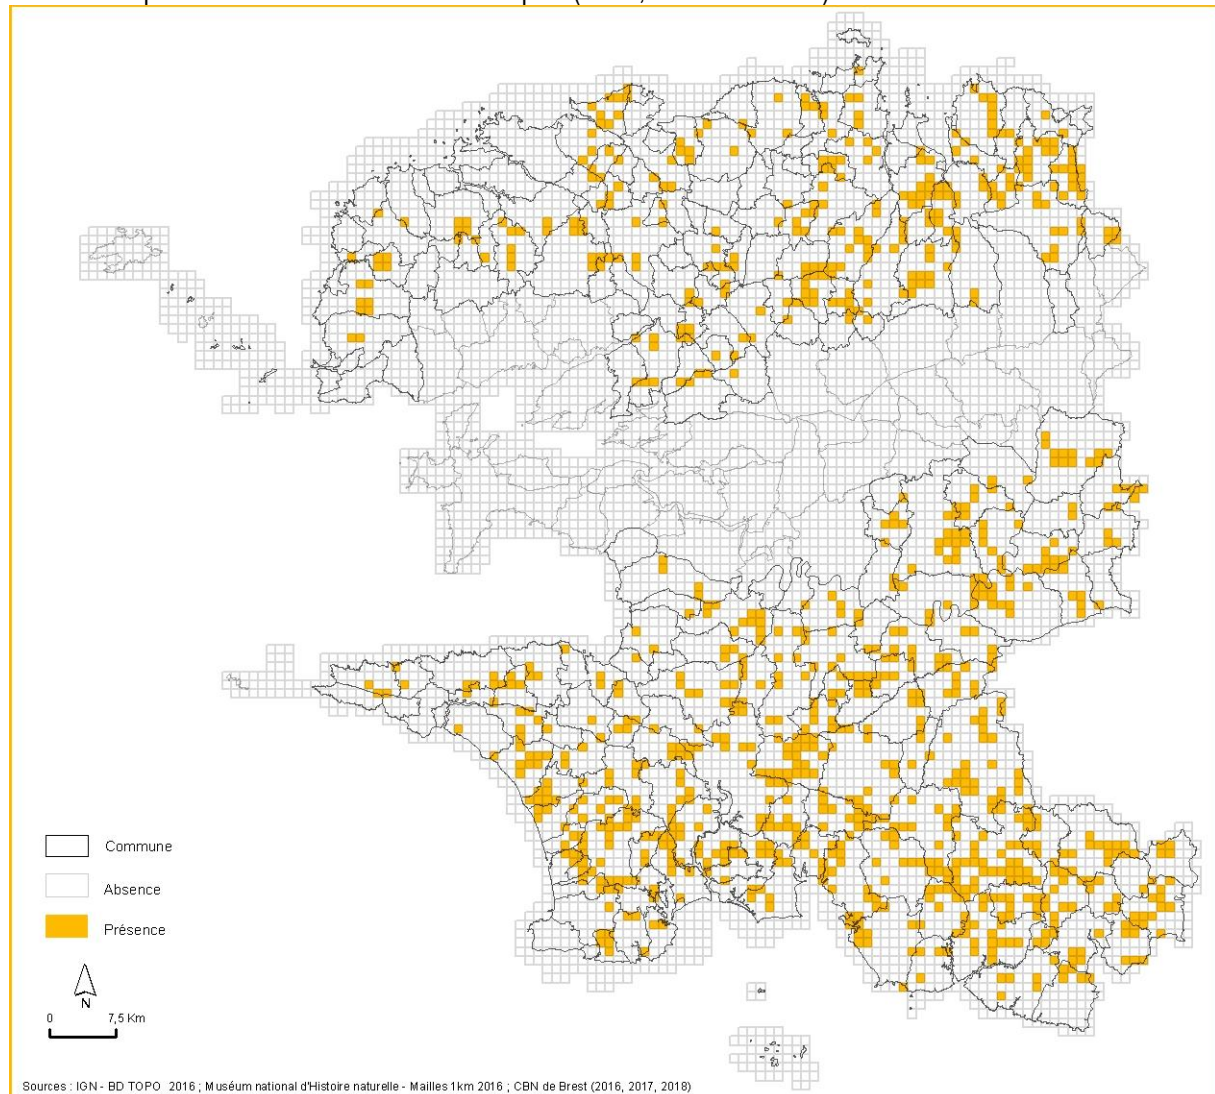 Commune
Absence
Présence
N
0 7,5 Km
Sources : IGN - BD TOPO 2016 ; Muséum national d'Histoire naturelle - Mailles 1km 2016 ; CBN de Brest (2016, 2017, 2018)